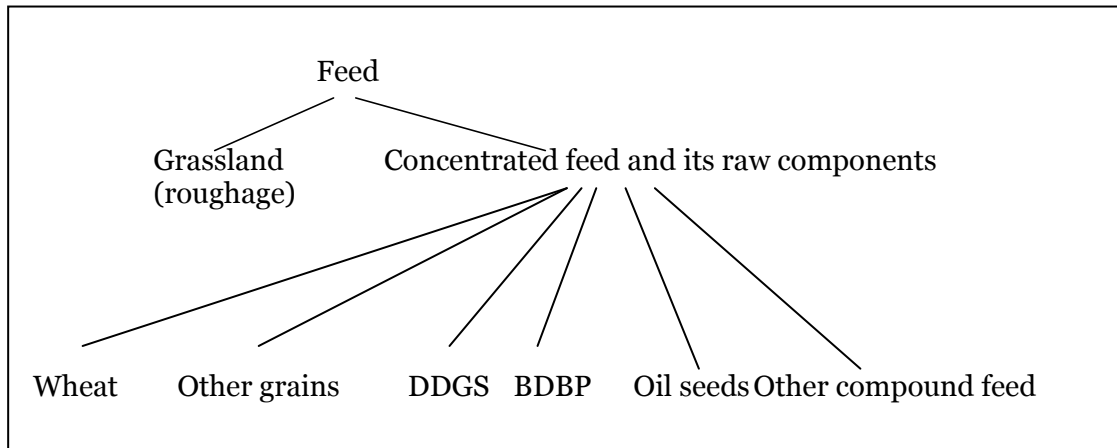 Feed
Grassland
(roughage)
Concentrated feed and its raw components
Wheat
Other grains
DDGS
BDBP
Oil seeds
Other compound feed